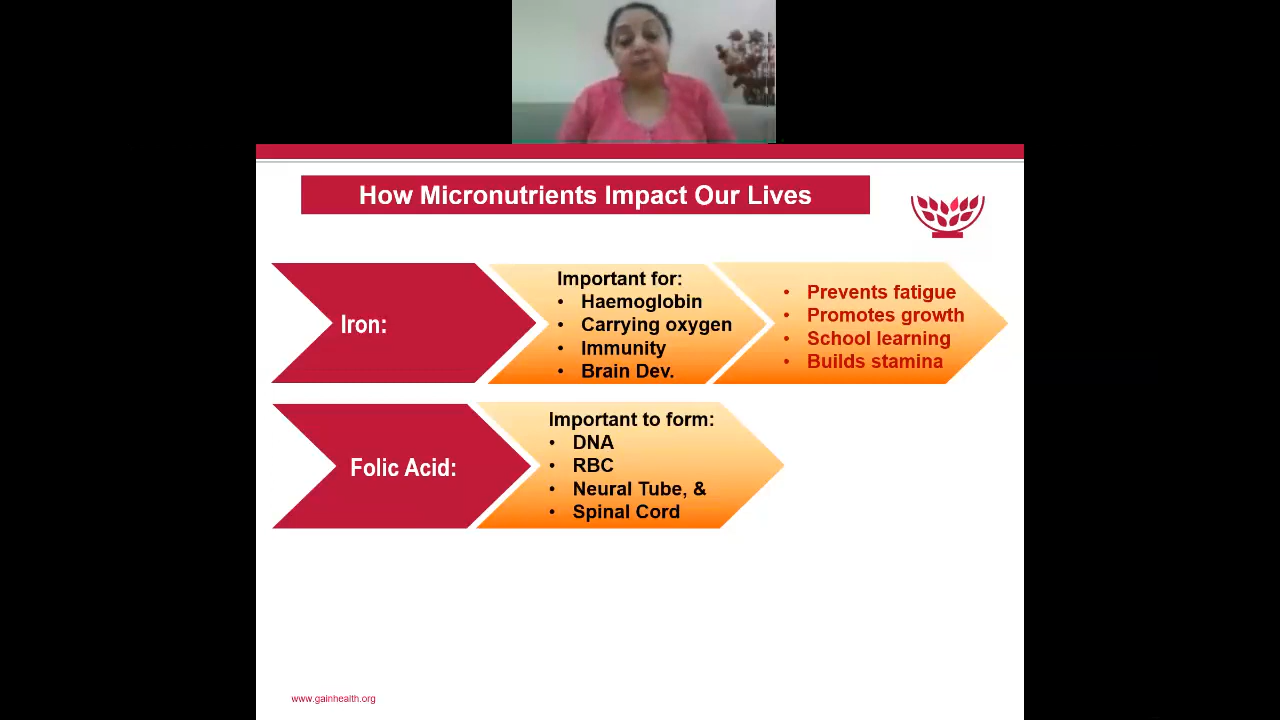 How Micronutrients Impact Our Lives
Iron:
Important for:
• Haemoglobin
• Carrying oxygen
• Immunity
• Brain Dev.
• Prevents fatigue
• Promotes growth
• School learning
• Builds stamina
Folic Acid:
Important to form:
• DNA
• RBC
• Neural Tube, &
• Spinal Cord
www.gainhealth.org